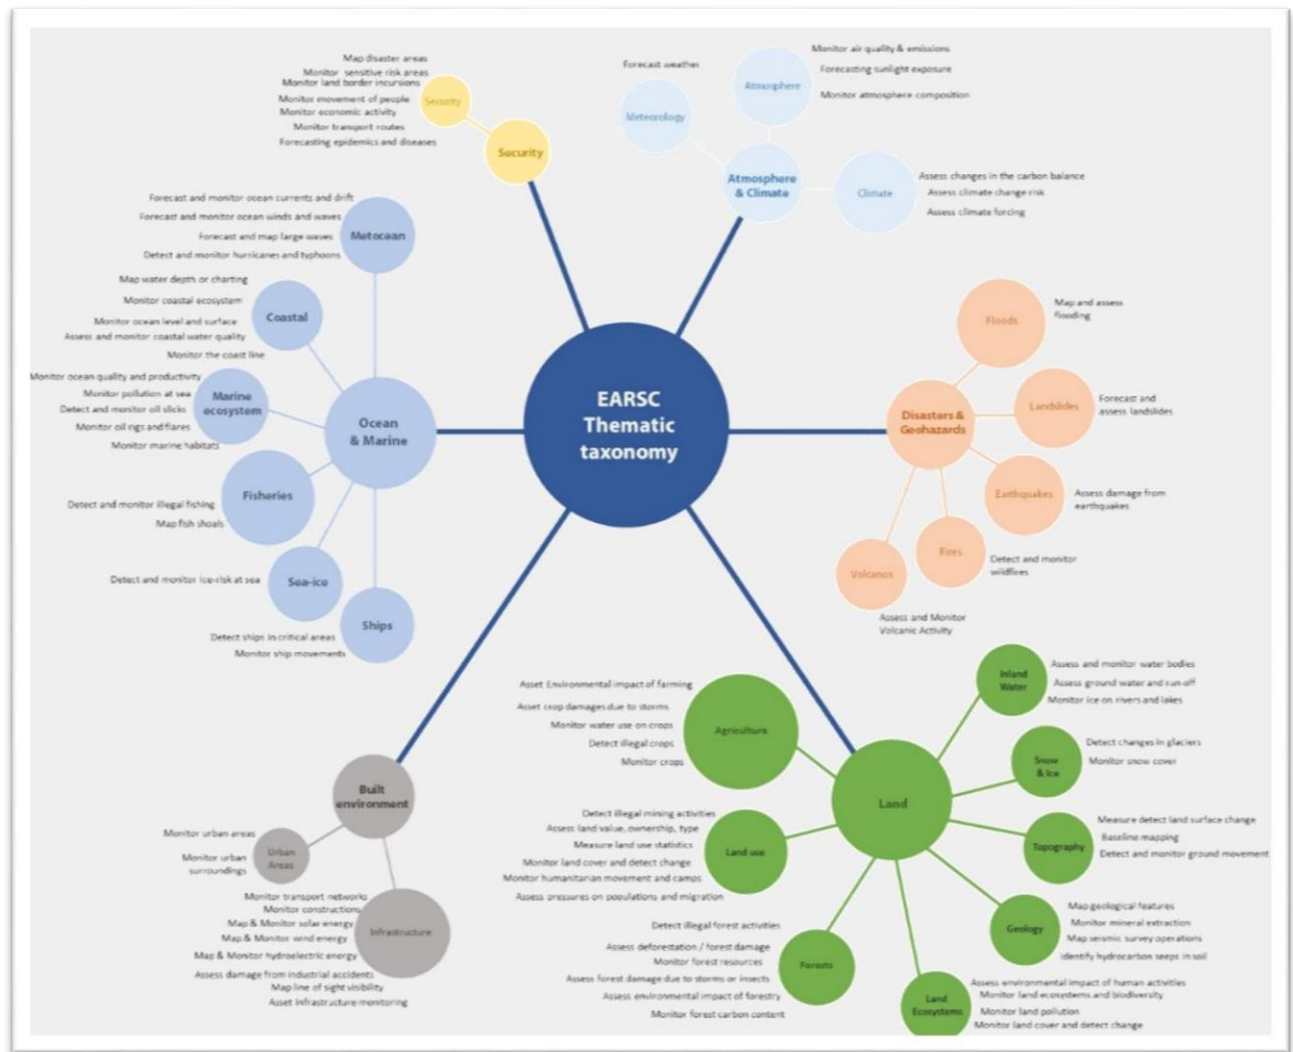 Map disaster areas
Monitor sensitive risk areas
Monitor land border incursions
Monitor movement of people
Monitor economic activity
Monitor transport routes
Forecasting epidemics and diseases
Security
Security
Forecast weather
Meteorology
Atmosphere
Monitor air quality & emissions
Forecasting sunlight exposure
Monitor atmosphere composition
Atmosphere
& Climate
Climate
Assess changes in the carbon balance
Assess climate change risk
Assess climate forcing
Forecast and monitor ocean currents and drift
Forecast and monitor ocean winds and waves
Forecast and map large waves
Detect and monitor hurricanes and typhoons
Metocean
Map water depth or charting
Monitor coastal ecosystem
Monitor ocean level and surface
Assess and monitor coastal water quality
Monitor the coast line
Coastal
Monitor ocean quality and productivity
Monitor pollution at sea
Detect and monitor oil slicks
Monitor oil rigs and flares
Monitor marine habitats
Marine
ecosystem
Ocean
& Marine
Detect and monitor illegal fishing
Map fish shoals
Fisheries
Detect and monitor ice-risk at sea
Sea-ice
Detect ships in critical areas
Monitor ship movements
Ships
EARSC
Thematic
taxonomy
Floods
Map and assess
flooding
Disasters &
Geohazards
Landslides
Forecast and
assess landslides
Earthquakes
Assess damage from
earthquakes
Fires
Detect and monitor
wildfires
Volcanos
Assess and Monitor
Volcanic Activity
Built
environment
Monitor urban areas
Monitor urban
surroundings
Urban
Areas
Monitor transport networks
Monitor constructions
Map & Monitor solar energy
Map & Monitor wind energy
Map & Monitor hydroelectric energy
Assess damage from industrial accidents
Map line of sight visibility
Asset Infrastructure monitoring
Infrastructure
Asset Environmental impact of farming
Asset crop damages due to storms
Monitor water use on crops
Detect illegal crops
Monitor crops
Agriculture
Detect illegal mining activities
Assess land value, ownership, type
Measure land use statistics
Monitor land cover and detect change
Monitor humanitarian movement and camps
Assess pressures on populations and migration
Land use
Detect illegal forest activities
Assess deforestation / forest damage
Monitor forest resources
Assess forest damage due to storms or insects
Assess environmental impact of forestry
Monitor forest carbon content
Forests
Land
Inland
Water
Assess and monitor water bodies
Assess ground water and run-off
Monitor ice on rivers and lakes
Snow
& Ice
Detect changes in glaciers
Monitor snow cover
Topography
Measure detect land surface change
Baseline mapping
Detect and monitor ground movement
Geology
Map geological features
Monitor mineral extraction
Map seismic survey operations
Identify hydrocarbon seeps in soil
Land
Ecosystems
Assess environmental impact of human activities
Monitor land ecosystems and biodiversity
Monitor land pollution
Monitor land cover and detect change